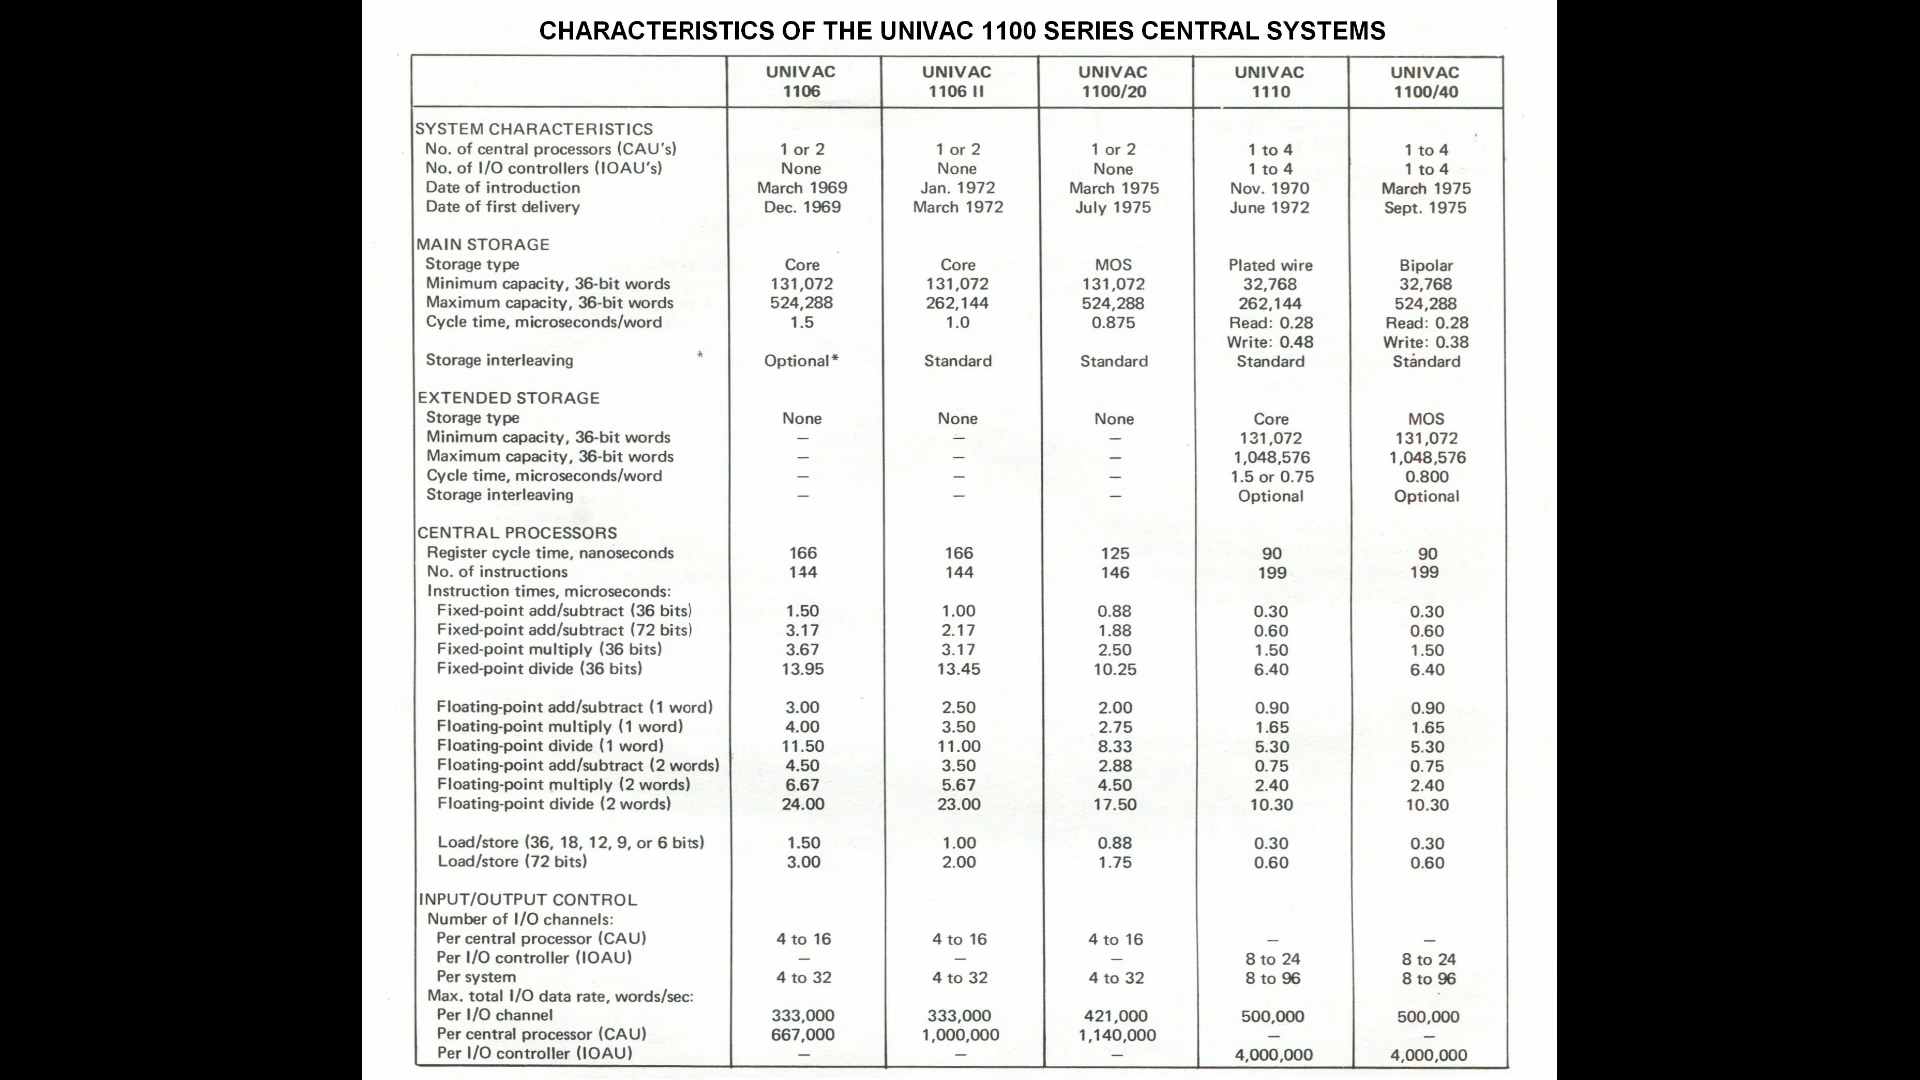 CHARACTERISTICS OF THE UNIVAC 1100 SERIES CENTRAL SYSTEMS
UNIVAC 1106 UNIVAC 1106 II UNIVAC 1100/20 UNIVAC 1110 UNIVAC 1100/40
SYSTEM CHARACTERISTICS
No. of central processors (CAU's) 1 or 2 1 or 2 1 or 2 1 to 4 1 to 4
No. of I/O controllers (IOAU's) None None None 1 to 4 1 to 4
Date of introduction March 1969 Jan. 1972 March 1975 Nov. 1970 March 1975
Date of first delivery Dec. 1969 March 1972 July 1975 June 1972 Sept. 1975
MAIN STORAGE
Storage type Core Core MOS Plated wire Bipolar
Minimum capacity, 36-bit words 131,072 131,072 131,072 32,768 32,768
Maximum capacity, 36-bit words 524,288 262,144 524,288 262,144 524,288
Cycle time, microseconds/word 1.5 1.0 0.875 Read: 0.28 Read: 0.28
Write: 0.48 Write: 0.38
Storage interleaving Optional* Standard Standard Standard Standard
EXTENDED STORAGE
Storage type None None None Core MOS
Minimum capacity, 36-bit words — — — 131,072 131,072
Maximum capacity, 36-bit words — — — 1,048,576 1,048,576
Cycle time, microseconds/word — — — 1.5 or 0.75 0.800
Storage interleaving — — — Optional Optional
CENTRAL PROCESSORS
Register cycle time, nanoseconds 166 166 125 90 90
No. of instructions 144 144 146 199 199
Instruction times, microseconds:
Fixed-point add/subtract (36 bits) 1.50 1.00 0.88 0.30 0.30
Fixed-point add/subtract (72 bits) 3.17 2.17 1.88 0.60 0.60
Fixed-point multiply (36 bits) 3.67 3.17 2.50 1.50 1.50
Fixed-point divide (36 bits) 13.95 13.45 10.25 6.40 6.40
Floating-point add/subtract (1 word) 3.00 2.50 2.00 0.90 0.90
Floating-point multiply (1 word) 4.00 3.50 2.75 1.65 1.65
Floating-point divide (1 word) 11.50 11.00 8.33 5.30 5.30
Floating-point add/subtract (2 words) 4.50 3.50 2.88 0.75 0.75
Floating-point multiply (2 words) 6.67 5.67 4.50 2.40 2.40
Floating-point divide (2 words) 24.00 23.00 17.50 10.30 10.30
Load/store (36, 18, 12, 9, or 6 bits) 1.50 1.00 0.88 0.30 0.30
Load/store (72 bits) 3.00 2.00 1.75 0.60 0.60
INPUT/OUTPUT CONTROL
Number of I/O channels:
Per central processor (CAU) 4 to 16 4 to 16 4 to 16 — —
Per I/O controller (IOAU) — — — 8 to 24 8 to 24
Per system 4 to 32 4 to 32 4 to 32 8 to 96 8 to 96
Max. total I/O data rate, words/sec:
Per I/O channel 333,000 333,000 421,000 500,000 500,000
Per central processor (CAU) 667,000 1,000,000 1,140,000 — —
Per I/O controller (IOAU) — — — 4,000,000 4,000,000